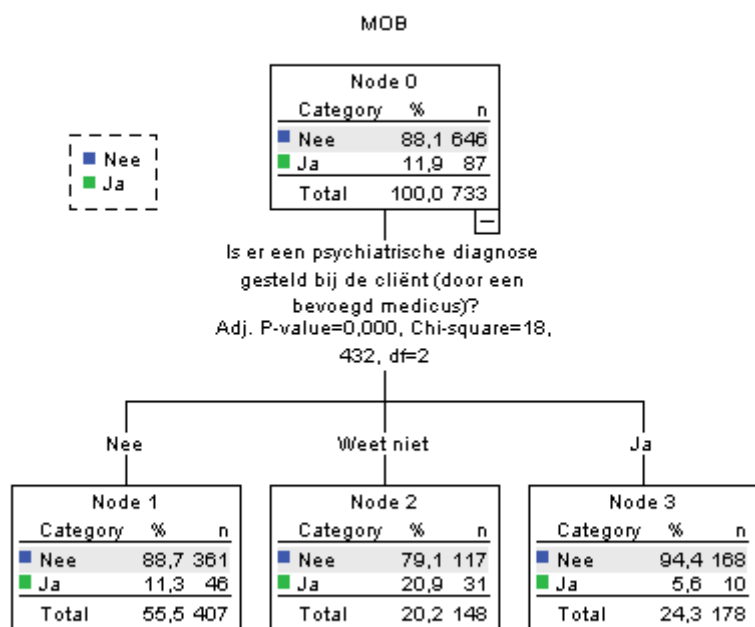 MOB
Node 0
Category % n
Nee 88,1 646
Ja 11,9 87
Total 100,0 733
Nee
Ja
Is er een psychiatrische diagnose
gesteld bij de cliënt (door een
bevoegd medicus)?
Adj. P-value=0,000, Chi-square=18,
432, df=2
Nee
Weet niet
Ja
Node 1
Category % n
Nee 88,7 361
Ja 11,3 46
Total 55,5 407
Node 2
Category % n
Nee 79,1 117
Ja 20,9 31
Total 20,2 148
Node 3
Category % n
Nee 94,4 168
Ja 5,6 10
Total 24,3 178